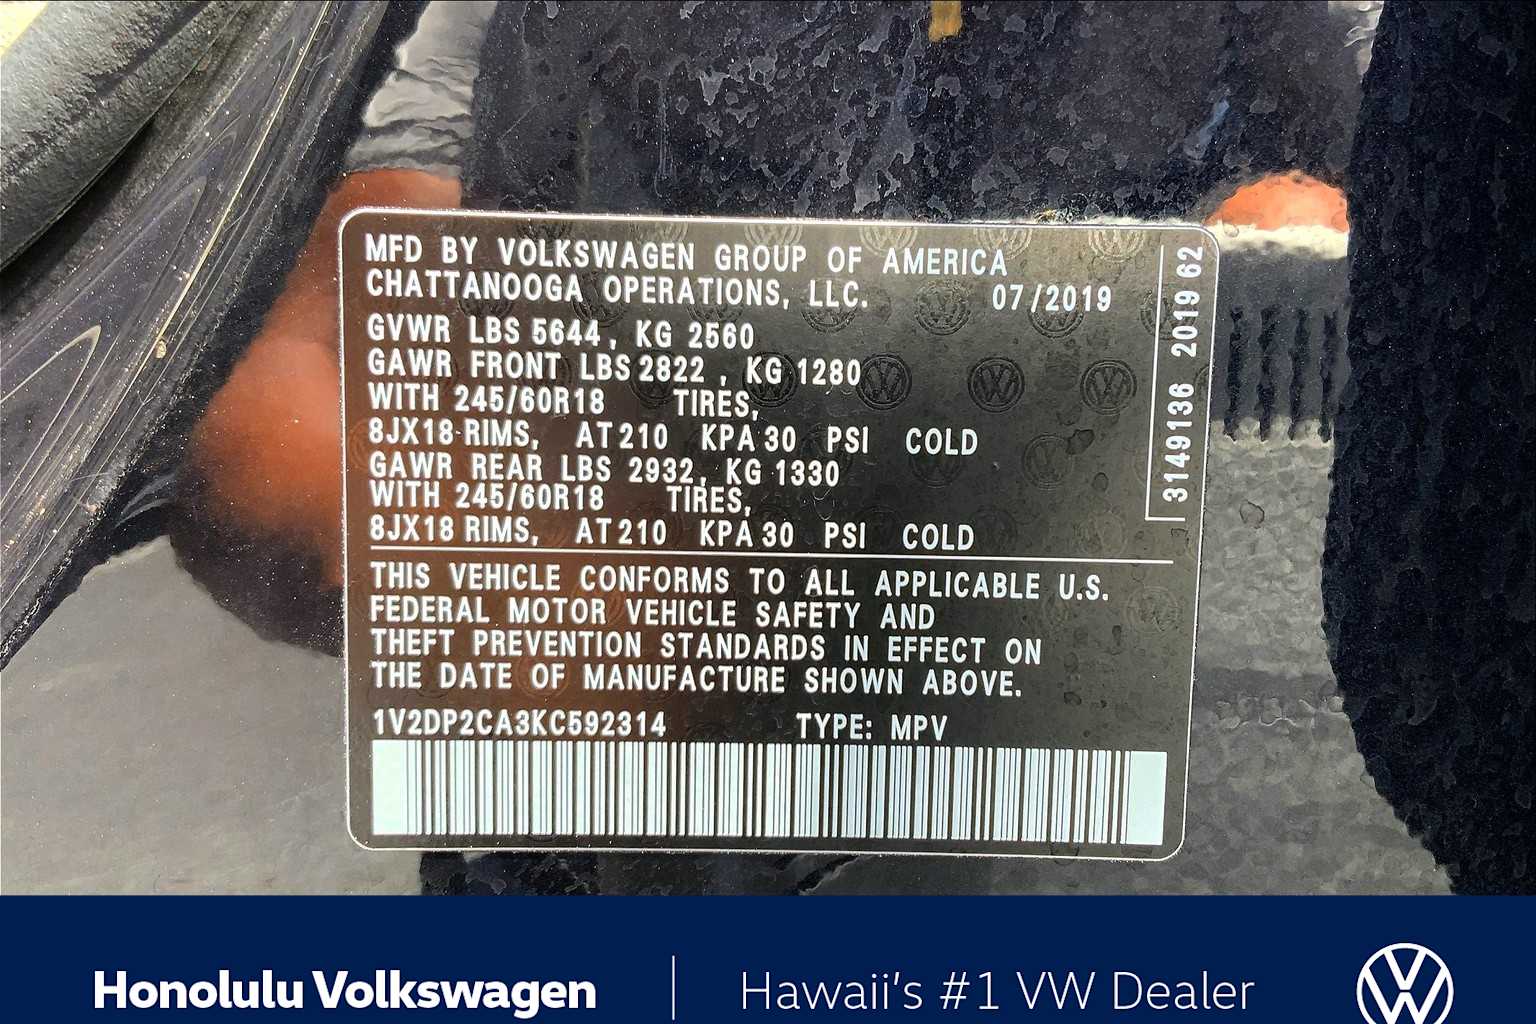 MFD BY VOLKSWAGEN GROUP OF AMERICA
CHATTANOOGA OPERATIONS, LLC. 07/2019
GVWR LBS 5644, KG 2560
GAWR FRONT LBS 2822, KG 1280
WITH 245/60R18 TIRES,
8JX18 RIMS, AT 210 KPA 30 PSI COLD
GAWR REAR LBS 2932, KG 1330
WITH 245/60R18 TIRES,
8JX18 RIMS, AT 210 KPA 30 PSI COLD
THIS VEHICLE CONFORMS TO ALL APPLICABLE U.S.
FEDERAL MOTOR VEHICLE SAFETY AND
THEFT PREVENTION STANDARDS IN EFFECT ON
THE DATE OF MANUFACTURE SHOWN ABOVE.
1V2DP2CA3KC592314 TYPE: MPV
3149136 2019 62
Honolulu Volkswagen
Hawaii's #1 VW Dealer